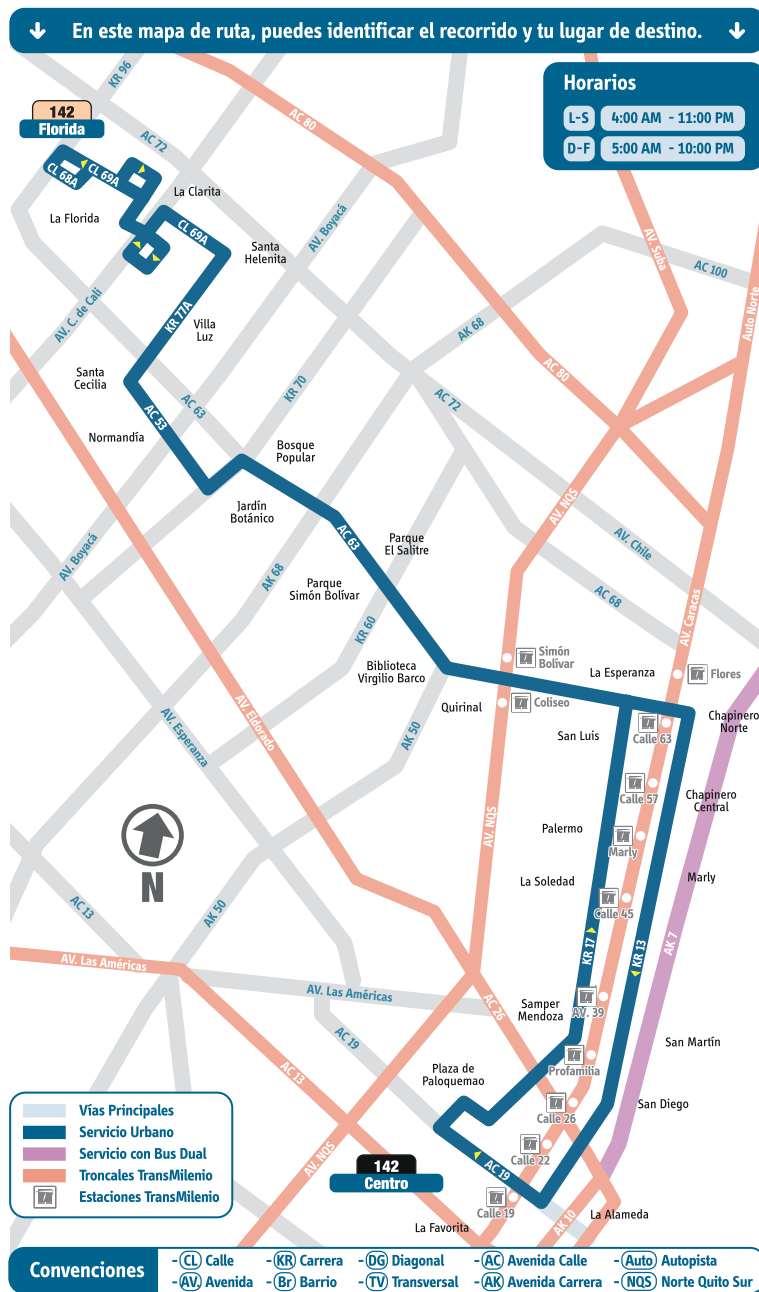 En este mapa de ruta, puedes identificar el recorrido y tu lugar de destino.
Horarios
L-S 4:00 AM - 11:00 PM
D-F 5:00 AM - 10:00 PM
KR 96
142
Florida
AC 72
AC 80
CL 68A
CL 69A
La Clarita
La Florida
CL 69A
AV. Boyacá
Santa
Helenita
AV. Suba
AC 100
Auto Norte
AV. C. de Cali
KR 77A
Villa
Luz
AK 68
Santa
Cecilia
AC 53
AC 63
KR 70
AC 80
AC 72
Normandía
Bosque
Popular
Jardín
Botánico
AC 63
AV. NQS
Parque
El Salitre
AV. Chile
AV. Boyacá
AK 68
Parque
Simón Bolívar
AC 68
AV. Caracas
KR 60
Biblioteca
Virgilio Barco
Simón
Bolívar
La Esperanza
Flores
AV. Eldorado
AV. Esperanza
Quirinal
Coliseo
AK 50
San Luis
Calle 63
Chapinero
Norte
Calle 57
Chapinero
Central
AV. NQS
Palermo
Marly
N
La Soledad
Marly
AC 13
AK 50
Calle 45
KR 17
KR 13
AK 7
AV. Las Américas
AV. Las Américas
AC 26
Samper
Mendoza
AV. 39
AC 19
San Martín
Profamilia
AC 13
Plaza de
Paloquemao
Calle 26
San Diego
Vías Principales
Servicio Urbano
Servicio con Bus Dual
Troncales TransMilenio
Estaciones TransMilenio
AV. NQS
142
Centro
Calle 22
AC 19
Calle 19
La Favorita
AK 10
La Alameda
Convenciones
- CL Calle - KR Carrera - DG Diagonal - AC Avenida Calle - Auto Autopista
- AV. Avenida - Br Barrio - TV Transversal - AK Avenida Carrera - NQS Norte Quito Sur